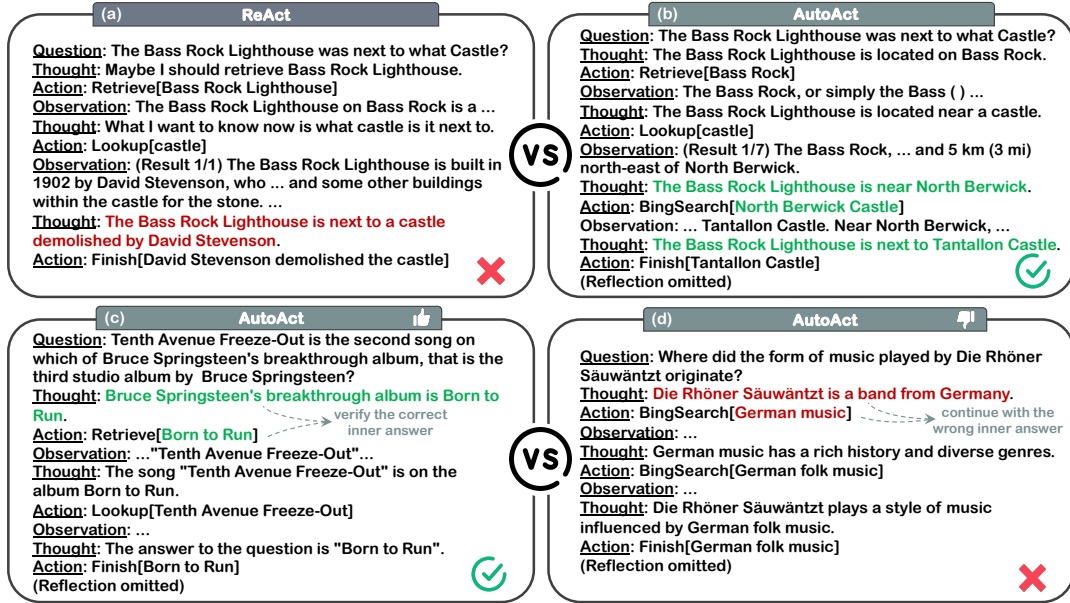 (a) ReAct
Question: The Bass Rock Lighthouse was next to what Castle?
Thought: Maybe I should retrieve Bass Rock Lighthouse.
Action: Retrieve[Bass Rock Lighthouse]
Observation: The Bass Rock Lighthouse on Bass Rock is a ...
Thought: What I want to know now is what castle is it next to.
Action: Lookup[castle]
Observation: (Result 1/1) The Bass Rock Lighthouse is built in
1902 by David Stevenson, who ... and some other buildings
within the castle for the stone. ...
Thought: The Bass Rock Lighthouse is next to a castle
demolished by David Stevenson.
Action: Finish[David Stevenson demolished the castle]
VS
(b) AutoAct
Question: The Bass Rock Lighthouse was next to what Castle?
Thought: The Bass Rock Lighthouse is located on Bass Rock.
Action: Retrieve[Bass Rock]
Observation: The Bass Rock, or simply the Bass ( ) ...
Thought: The Bass Rock Lighthouse is located near a castle.
Action: Lookup[castle]
Observation: (Result 1/7) The Bass Rock, ... and 5 km (3 mi)
north-east of North Berwick.
Thought: The Bass Rock Lighthouse is near North Berwick.
Action: BingSearch[North Berwick Castle]
Observation: ... Tantallon Castle. Near North Berwick, ...
Thought: The Bass Rock Lighthouse is next to Tantallon Castle.
Action: Finish[Tantallon Castle]
(Reflection omitted)
(c) AutoAct
Question: Tenth Avenue Freeze-Out is the second song on
which of Bruce Springsteen's breakthrough album, that is the
third studio album by Bruce Springsteen?
Thought: Bruce Springsteen's breakthrough album is Born to
Run.
verify the correct
inner answer
Action: Retrieve[Born to Run]
Observation: ..."Tenth Avenue Freeze-Out"...
Thought: The song "Tenth Avenue Freeze-Out" is on the
album Born to Run.
Action: Lookup[Tenth Avenue Freeze-Out]
Observation: ...
Thought: The answer to the question is "Born to Run".
Action: Finish[Born to Run]
(Reflection omitted)
VS
(d) AutoAct
Question: Where did the form of music played by Die Rhöner
Säuwäntzt originate?
Thought: Die Rhöner Säuwäntzt is a band from Germany.
Action: BingSearch[German music]
continue with the
wrong inner answer
Observation: ...
Thought: German music has a rich history and diverse genres.
Action: BingSearch[German folk music]
Observation: ...
Thought: Die Rhöner Säuwäntzt plays a style of music
influenced by German folk music.
Action: Finish[German folk music]
(Reflection omitted)